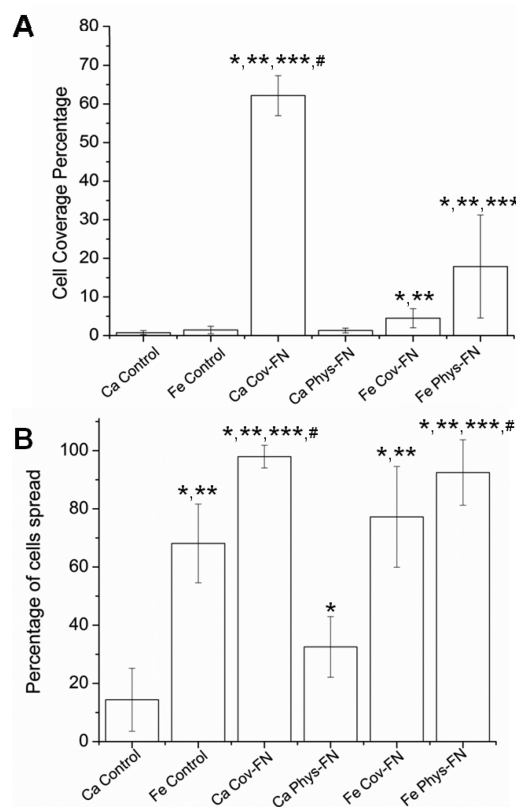 A
Cell Coverage Percentage
80
70
60
50
40
30
20
10
0
*,**,***,#
*,**
*,**,***
Ca Control
Fe Control
Ca Cov-FN
Ca Phys-FN
Fe Cov-FN
Fe Phys-FN
B
Percentage of cells spread
100
80
60
40
20
0
*,**
*,**,***,#
*
*,**
*,**,***,#
Ca Control
Fe Control
Ca Cov-FN
Ca Phys-FN
Fe Cov-FN
Fe Phys-FN